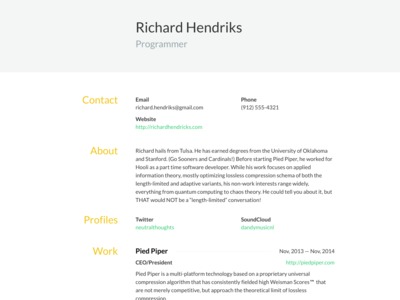 Richard Hendriks
Programmer
Contact
Email
Phone
richard.hendriks@gmail.com
(912) 555-4321
Website
http://richardhendricks.com
About
Richard hails from Tulsa. He has earned degrees from the University of Oklahoma
and Stanford. (Go Sooners and Cardinals!) Before starting Pied Piper, he worked for
Hooli as a part time software developer. While his work focuses on applied
information theory, mostly optimizing lossless compression schema of both the
length-limited and adaptive variants, his non-work interests range widely,
everything from quantum computing to chaos theory. He could tell you about it, but
THAT would NOT be a "length-limited" conversation!
Profiles
Twitter
SoundCloud
neutralthoughts
dandymusicnl
Work
Pied Piper
Nov, 2013 — Nov, 2014
CEO/President
http://piedpiper.com
Pied Piper is a multi-platform technology based on a proprietary universal
compression algorithm that has consistently fielded high Weisman Scores™ that
are not merely competitive, but approach the theoretical limit of lossless
compression.